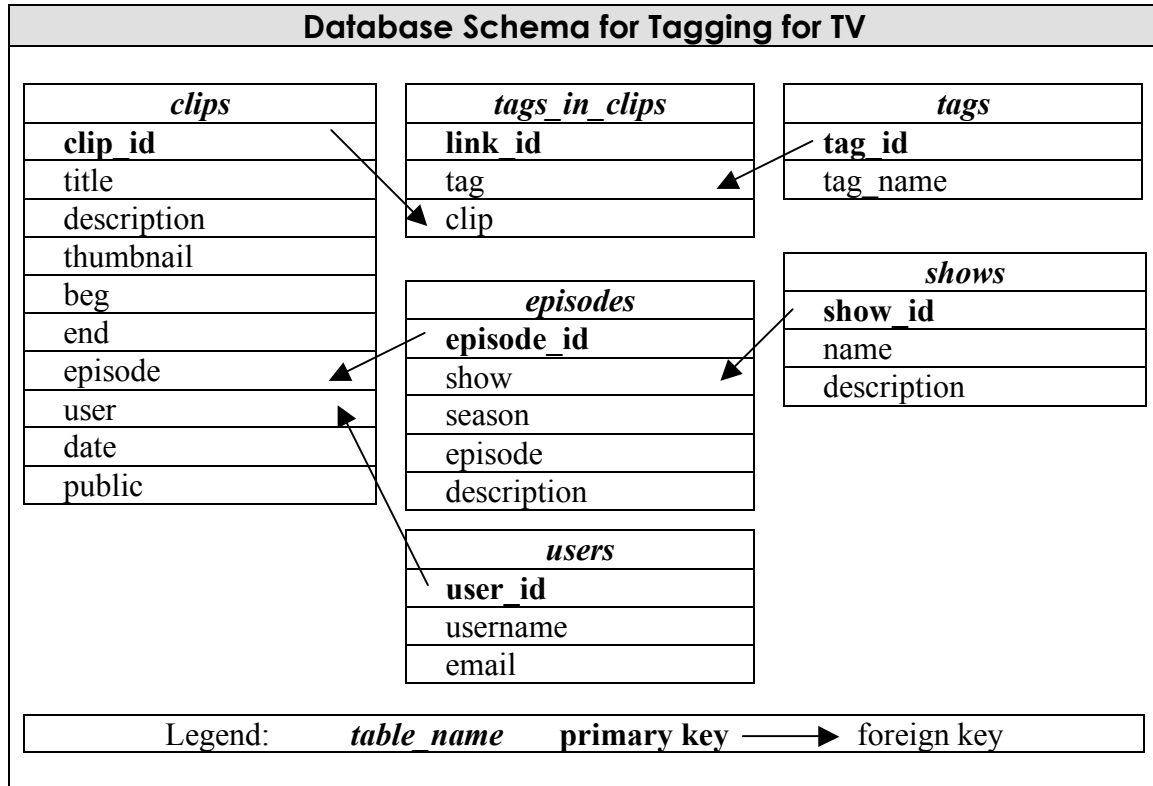 Database Schema for Tagging for TV
clips
clip_id
title
description
thumbnail
beg
end
episode
user
date
public
tags_in_clips
link_id
tag
clip
tags
tag_id
tag_name
episodes
episode_id
show
season
episode
description
shows
show_id
name
description
users
user_id
username
email
Legend: table_name primary key foreign key